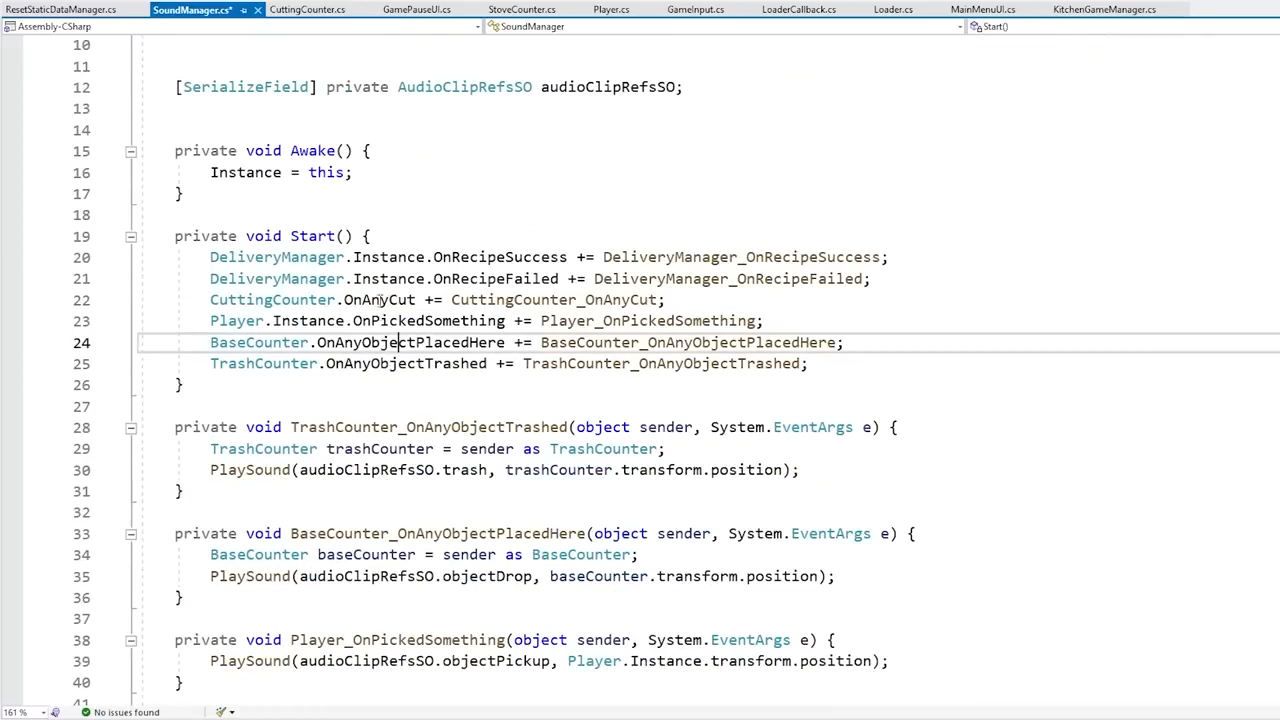 ResetStaticDataManager.cs SoundManager.cs* CuttingCounter.cs GamePauseUI.cs StoveCounter.cs Player.cs GameInput.cs LoaderCallback.cs Loader.cs MainMenuUI.cs KitchenGameManager.cs
Assembly-CSharp SoundManager Start()
10
11
12 [SerializeField] private AudioClipRefsSO audioClipRefsSO;
13
14
15 private void Awake() {
16 Instance = this;
17 }
18
19 private void Start() {
20 DeliveryManager.Instance.OnRecipeSuccess += DeliveryManager_OnRecipeSuccess;
21 DeliveryManager.Instance.OnRecipeFailed += DeliveryManager_OnRecipeFailed;
22 CuttingCounter.OnAnyCut += CuttingCounter_OnAnyCut;
23 Player.Instance.OnPickedSomething += Player_OnPickedSomething;
24 BaseCounter.OnAnyObjectPlacedHere += BaseCounter_OnAnyObjectPlacedHere;
25 TrashCounter.OnAnyObjectTrashed += TrashCounter_OnAnyObjectTrashed;
26 }
27
28 private void TrashCounter_OnAnyObjectTrashed(object sender, System.EventArgs e) {
29 TrashCounter trashCounter = sender as TrashCounter;
30 PlaySound(audioClipRefsSO.trash, trashCounter.transform.position);
31 }
32
33 private void BaseCounter_OnAnyObjectPlacedHere(object sender, System.EventArgs e) {
34 BaseCounter baseCounter = sender as BaseCounter;
35 PlaySound(audioClipRefsSO.objectDrop, baseCounter.transform.position);
36 }
37
38 private void Player_OnPickedSomething(object sender, System.EventArgs e) {
39 PlaySound(audioClipRefsSO.objectPickup, Player.Instance.transform.position);
40 }
41
161 % No issues found